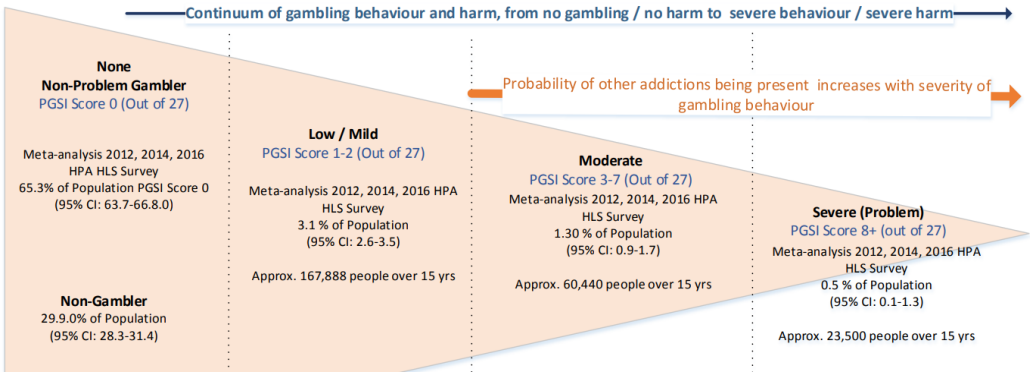 Continuum of gambling behaviour and harm, from no gambling / no harm to  severe behaviour / severe harm
None
Non-Problem Gambler
PGSI Score 0 (Out of 27)
Meta-analysis 2012, 2014, 2016
HPA HLS Survey
65.3% of Population PGSI Score 0
(95% CI: 63.7-66.8.0)
Non-Gambler
29.9.0% of Population
(95% CI: 28.3-31.4)
Low / Mild
PGSI Score 1-2 (Out of 27)
Meta-analysis 2012, 2014, 2016 HPA
HLS Survey
3.1 % of Population
(95% CI: 2.6-3.5)
Approx. 167,888 people over 15 yrs
Probability of other addictions being present  increases with severity of
gambling behaviour
Moderate
PGSI Score 3-7 (Out of 27)
Meta-analysis 2012, 2014, 2016 HPA
HLS Survey
1.30 % of Population
(95% CI: 0.9-1.7)
Approx. 60,440 people over 15 yrs
Severe (Problem)
PGSI Score 8+ (out of 27)
Meta-analysis 2012, 2014, 2016 HPA
HLS Survey
0.5 % of Population
(95% CI: 0.1-1.3)
Approx. 23,500 people over 15 yrs